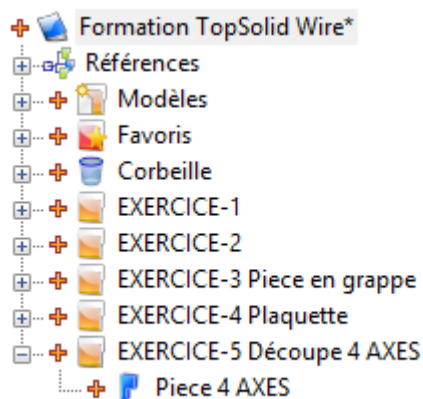 Formation TopSolid Wire*
Références
Modèles
Favoris
Corbeille
EXERCICE-1
EXERCICE-2
EXERCICE-3 Piece en grappe
EXERCICE-4 Plaquette
EXERCICE-5 Découpe 4 AXES
Piece 4 AXES